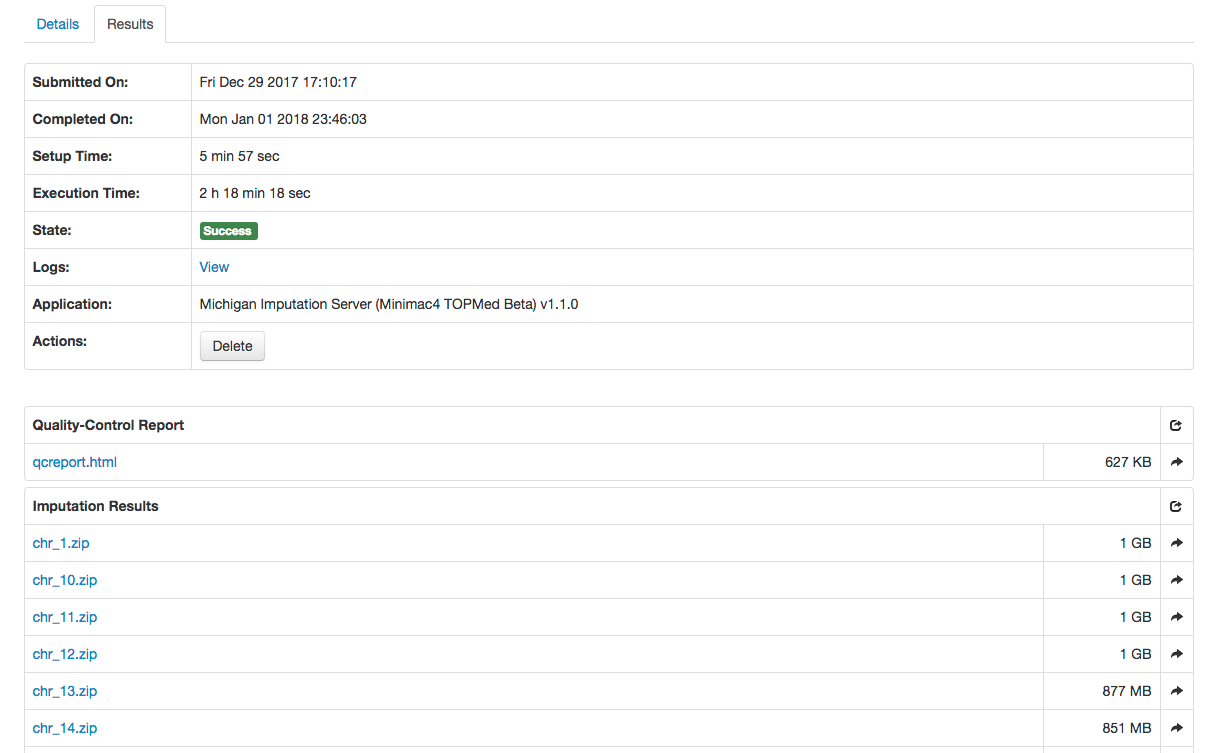 Details Results
Submitted On: Fri Dec 29 2017 17:10:17
Completed On: Mon Jan 01 2018 23:46:03
Setup Time: 5 min 57 sec
Execution Time: 2 h 18 min 18 sec
State: Success
Logs: View
Application: Michigan Imputation Server (Minimac4 TOPMed Beta) v1.1.0
Actions: Delete
Quality-Control Report
qcreport.html 627 KB
Imputation Results
chr_1.zip 1 GB
chr_10.zip 1 GB
chr_11.zip 1 GB
chr_12.zip 1 GB
chr_13.zip 877 MB
chr_14.zip 851 MB